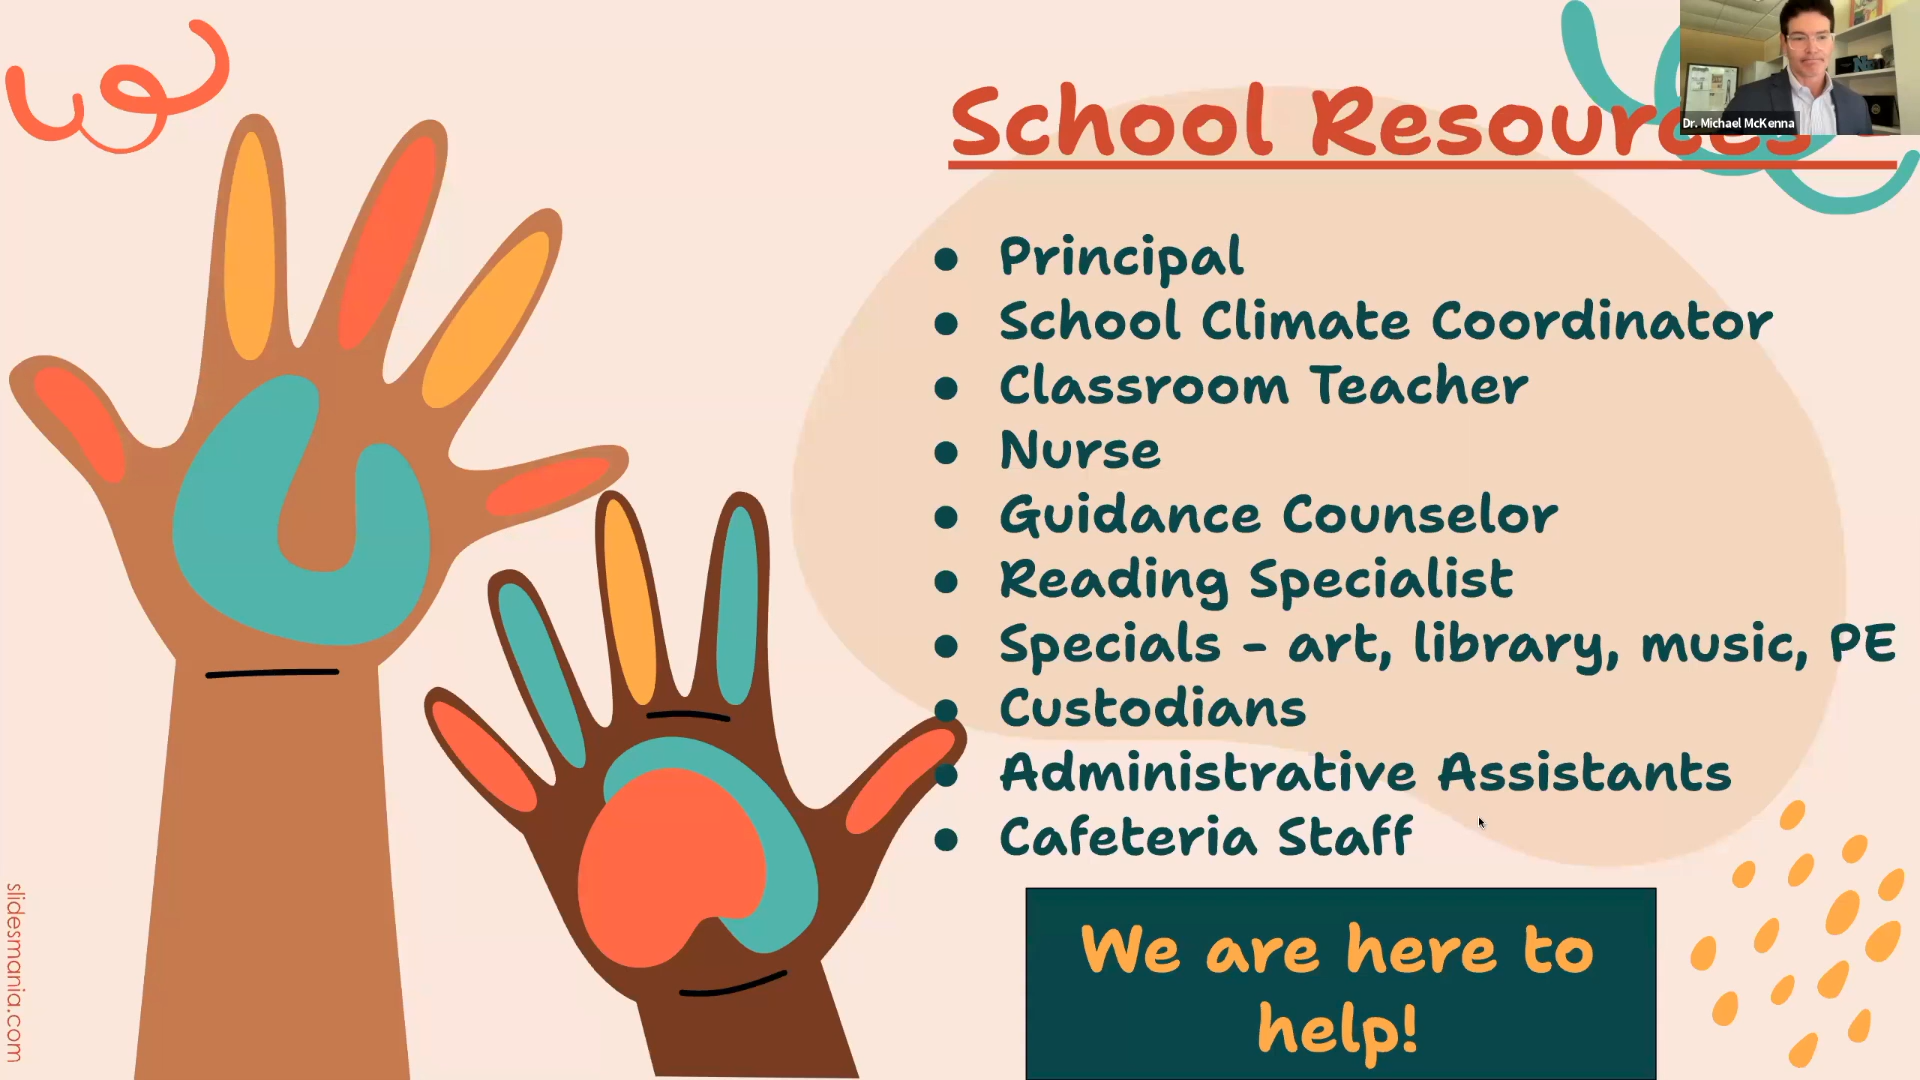 School Resources
Dr. Michael McKenna
● Principal
● School Climate Coordinator
● Classroom Teacher
● Nurse
● Guidance Counselor
● Reading Specialist
● Specials - art, library, music, PE
● Custodians
● Administrative Assistants
● Cafeteria Staff
We are here to
help!
slidesmania.com